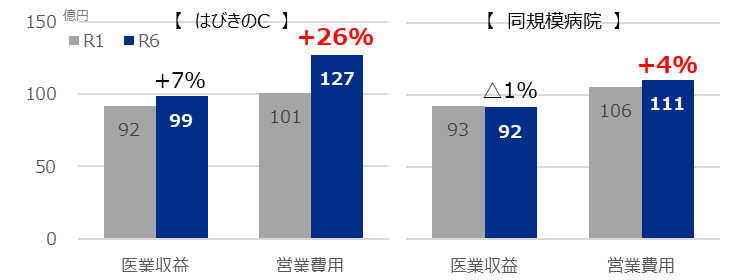 億円
【 はびきのC 】
【 同規模病院 】
R1 R6
150
100
50
0
+7%
+26%
△1%
+4%
92 99 101 127
93 92 106 111
医業収益 営業費用
医業収益 営業費用